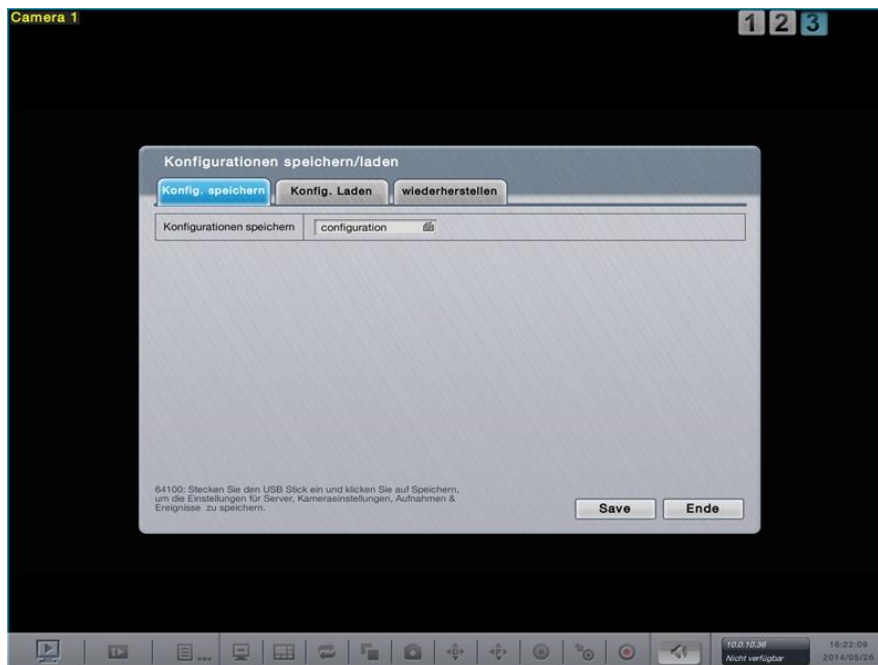 Camera 1
1 2 3
Konfigurationen speichern/laden
Konfig. speichern Konfig. Laden wiederherstellen
Konfigurationen speichern configuration
64100: Stecken Sie den USB Stick ein und klicken Sie auf Speichern,
um die Einstellungen für Server, Kameraeinstellungen, Aufnahmen &
Ereignisse zu speichern.
Save Ende
10.0.10.36 16:22:09
Nicht verfügbar 2014/05/26